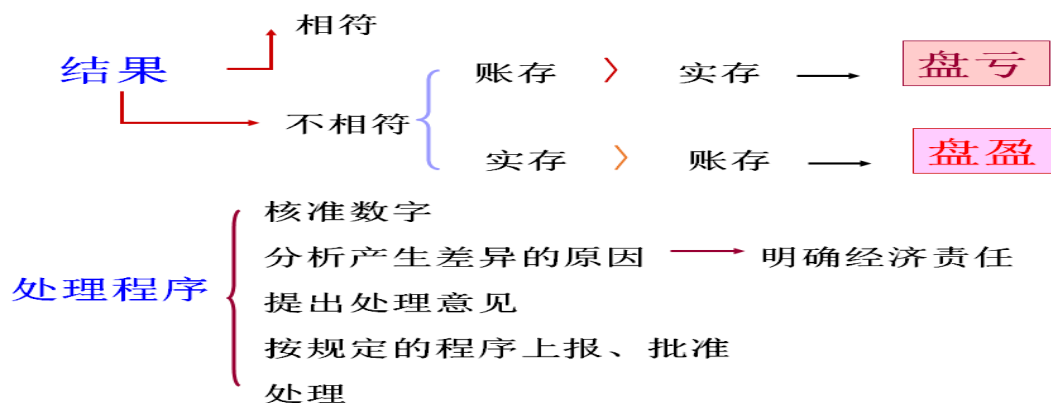 相符
结果
账存 > 实存 盘亏
不相符
实存 > 账存 盘盈
核准数字
分析产生差异的原因 明确经济责任
处理程序
提出处理意见
按规定的程序上报、批准
处理